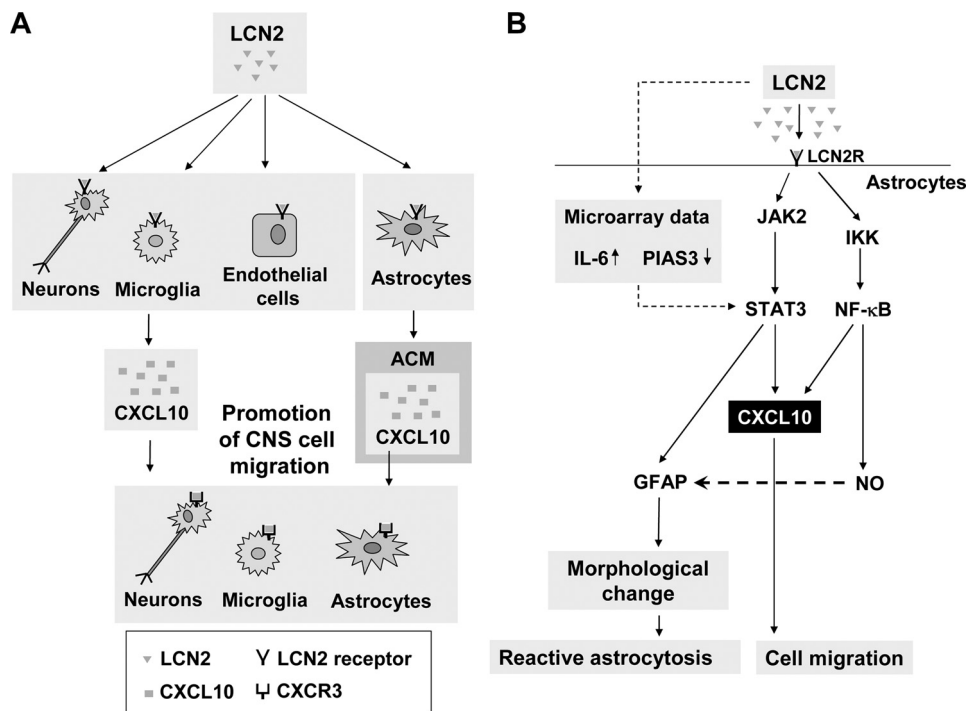 A
LCN2
Neurons
Microglia
Endothelial
cells
Astrocytes
CXCL10
ACM
CXCL10
Promotion
of CNS cell
migration
Neurons
Microglia
Astrocytes
LCN2
LCN2 receptor
CXCL10
CXCR3
B
LCN2
LCN2R
Astrocytes
Microarray data
IL-6↑ PIAS3↓
JAK2
IKK
STAT3
NF-κB
CXCL10
GFAP
NO
Morphological
change
Reactive astrocytosis
Cell migration